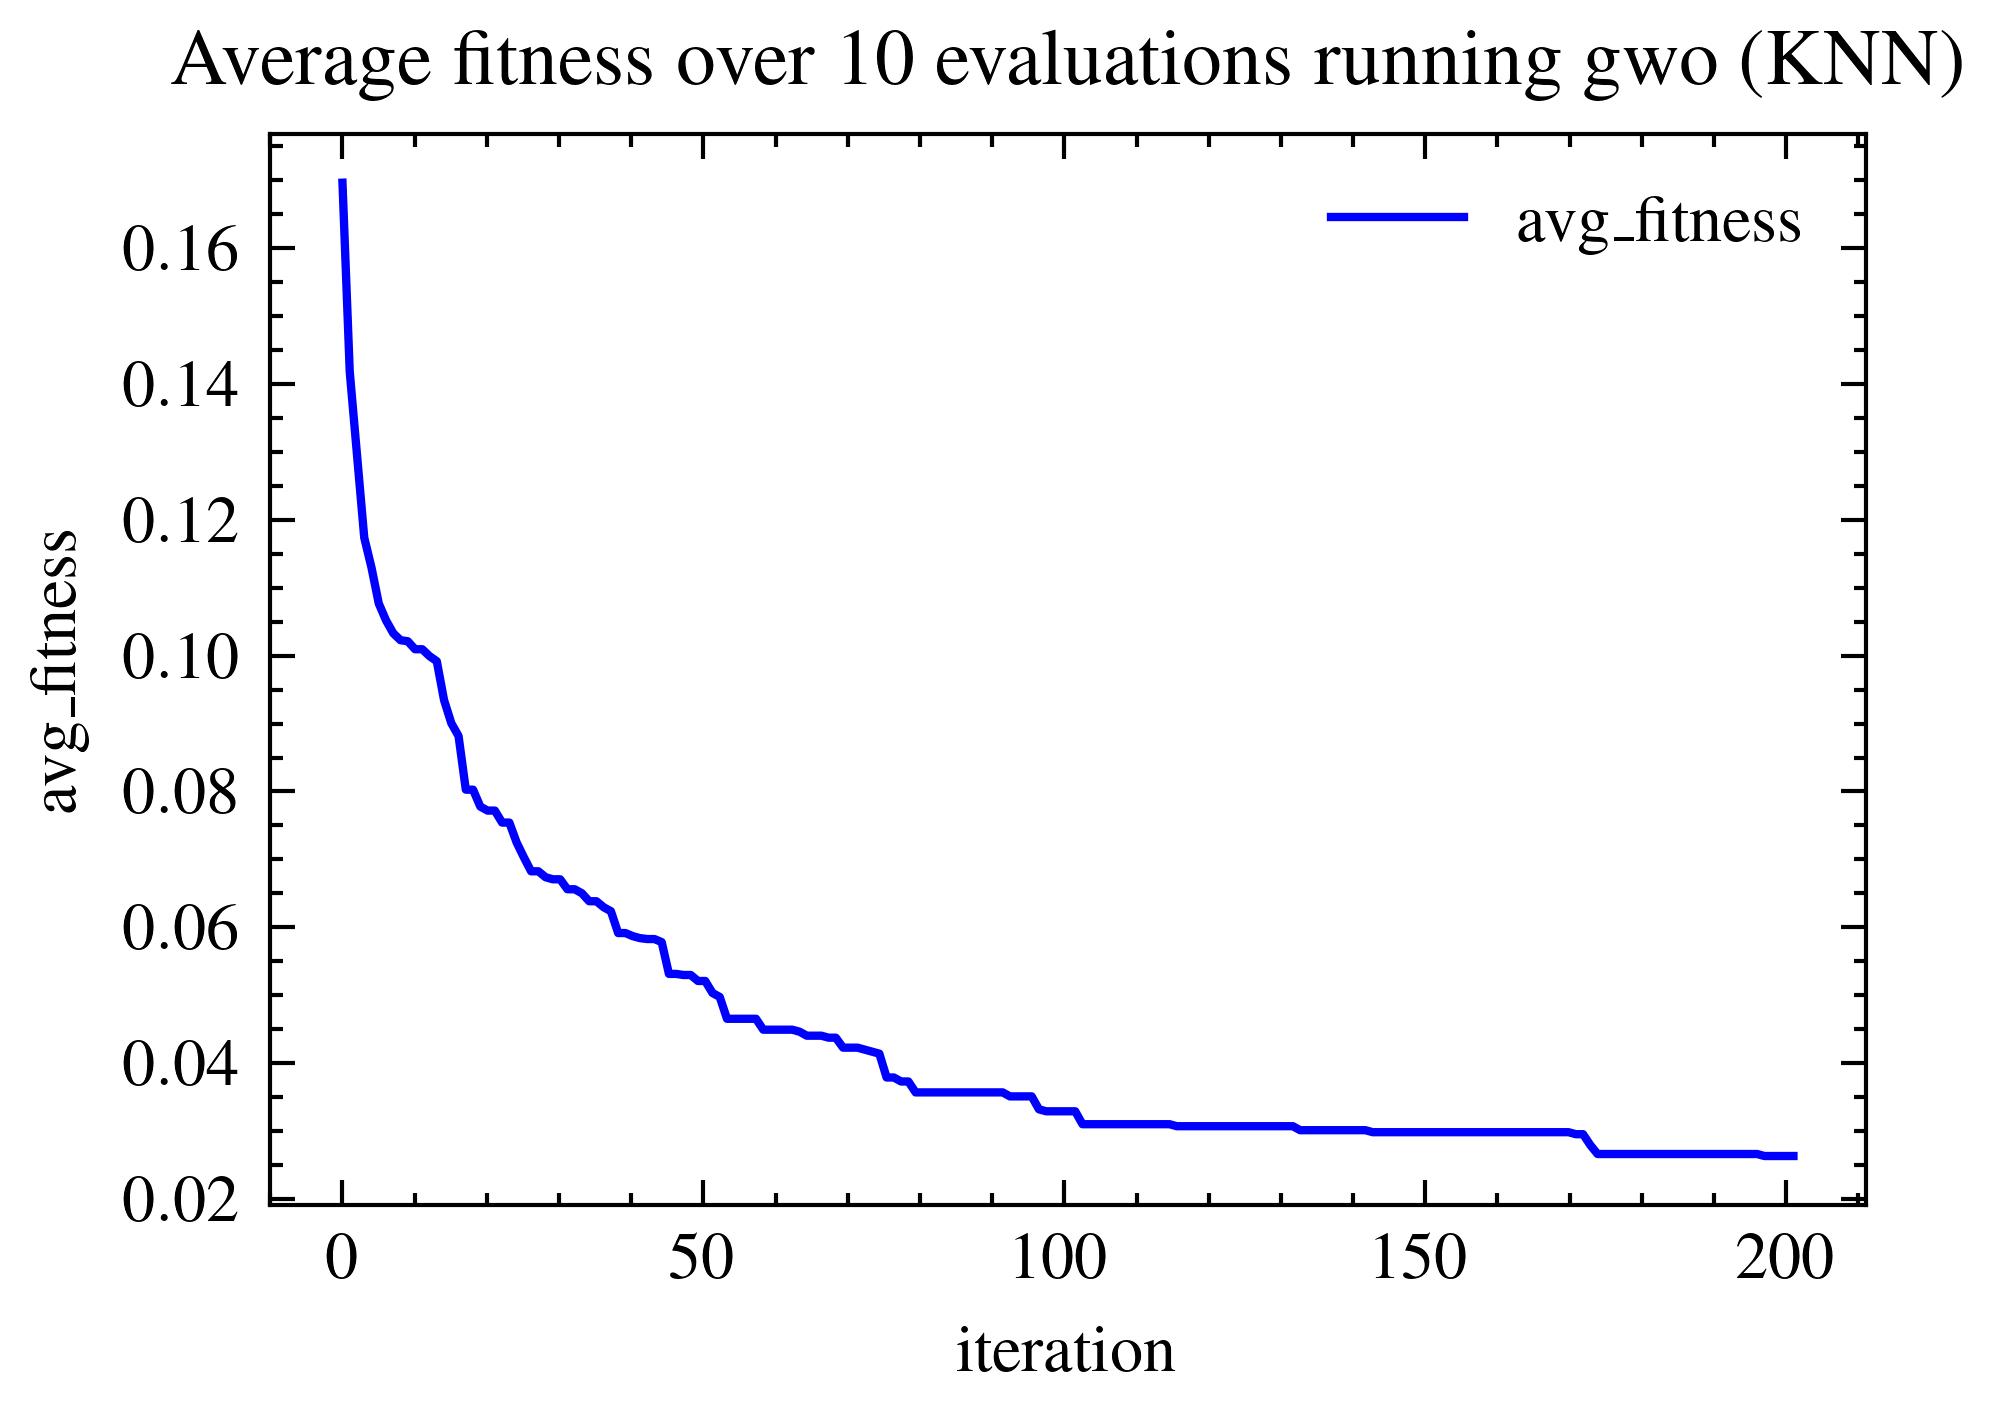 Average fitness over 10 evaluations running gwo (KNN)
avg_fitness
0.16
0.14
0.12
0.10
0.08
0.06
0.04
0.02
avg_fitness
0 50 100 150 200
iteration